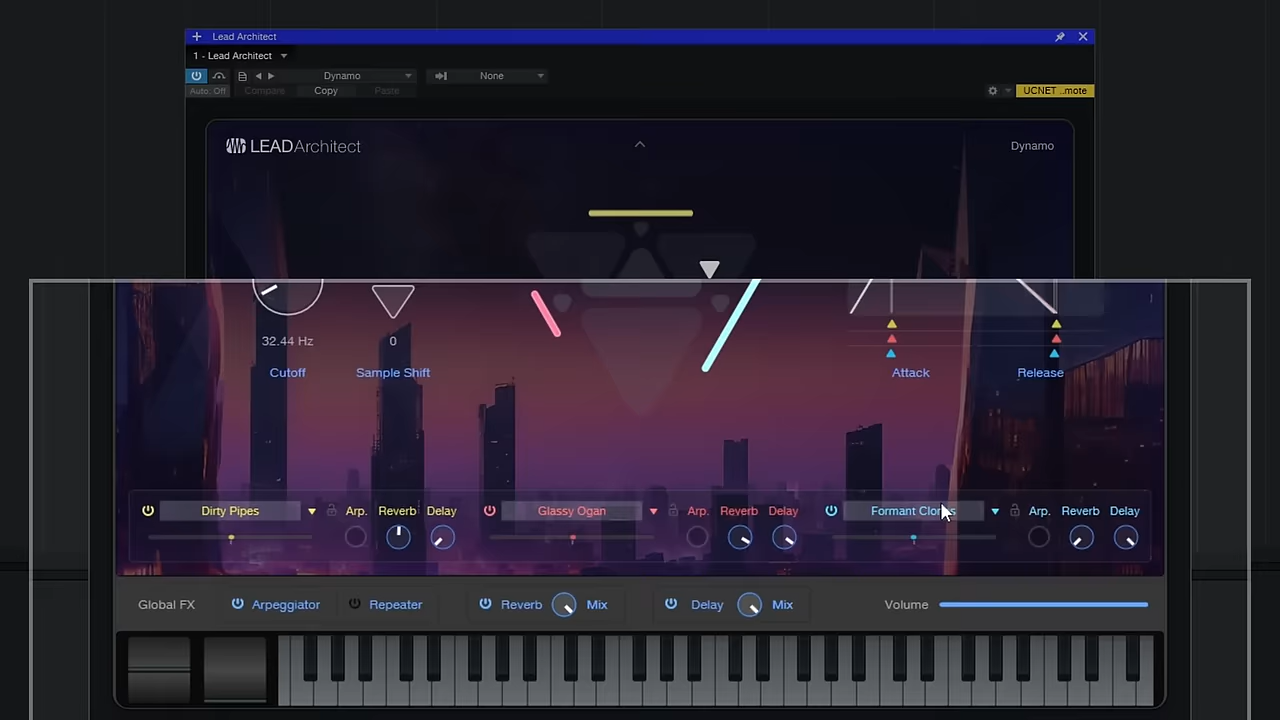 Lead Architect
1 - Lead Architect
Dynamo
None
Auto: Off
Compare
Copy
Paste
UCNET ..mote
LEADArchitect
Dynamo
32.44 Hz
0
Cutoff
Sample Shift
Attack
Release
Dirty Pipes
Arp.
Reverb
Delay
Glassy Ogan
Arp.
Reverb
Delay
Formant
Arp.
Reverb
Delay
Global FX
Arpeggiator
Repeater
Reverb
Mix
Delay
Mix
Volume